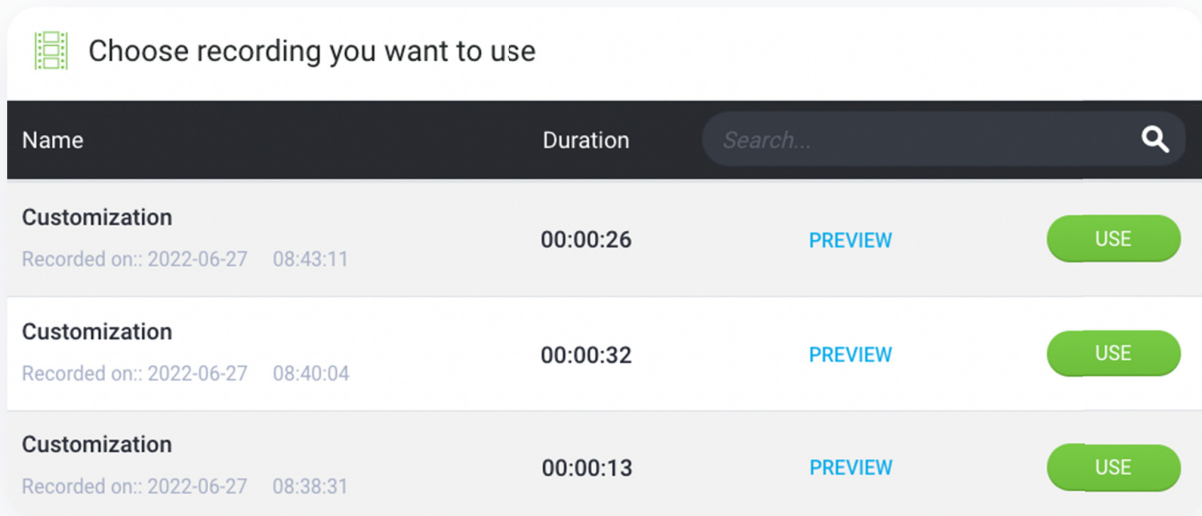 Choose recording you want to use
Name Duration Search...
Customization
Recorded on:: 2022-06-27 08:43:11 00:00:26 PREVIEW USE
Customization
Recorded on:: 2022-06-27 08:40:04 00:00:32 PREVIEW USE
Customization
Recorded on:: 2022-06-27 08:38:31 00:00:13 PREVIEW USE